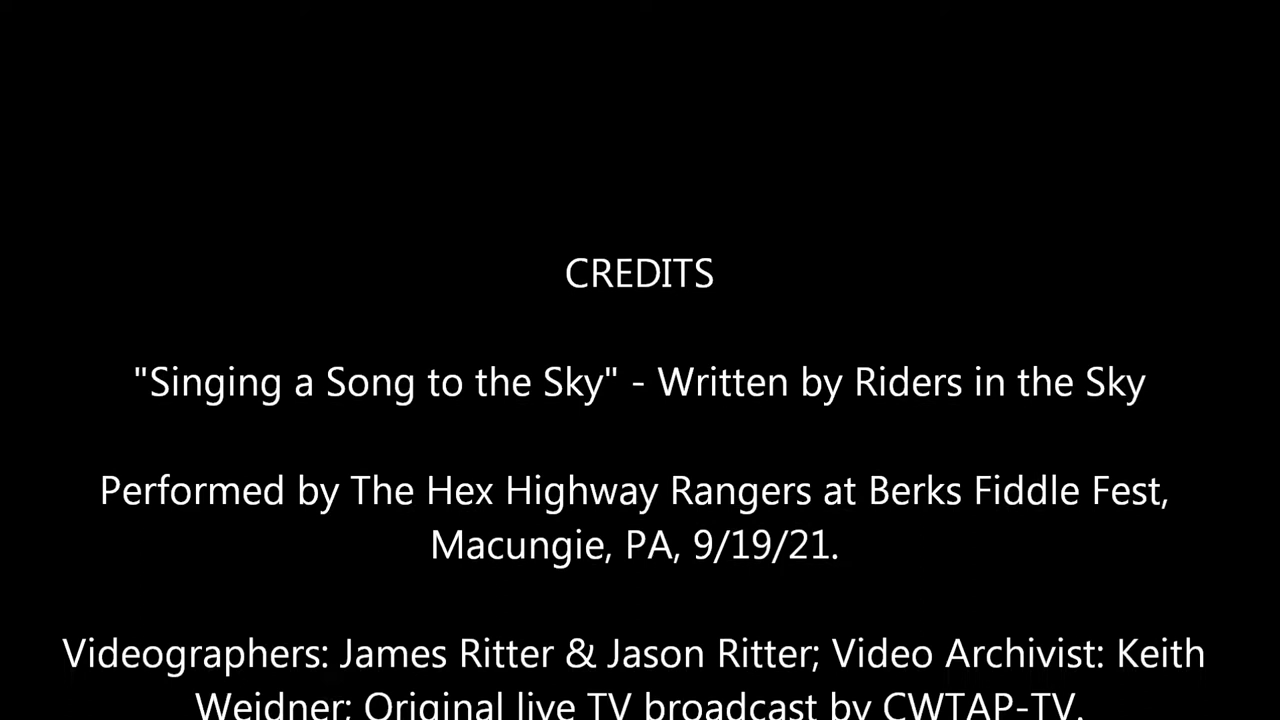 CREDITS
"Singing a Song to the Sky" - Written by Riders in the Sky
Performed by The Hex Highway Rangers at Berks Fiddle Fest,
Macungie, PA, 9/19/21.
Videographers: James Ritter & Jason Ritter; Video Archivist: Keith
Weidner; Original live TV broadcast by CWTAP-TV.